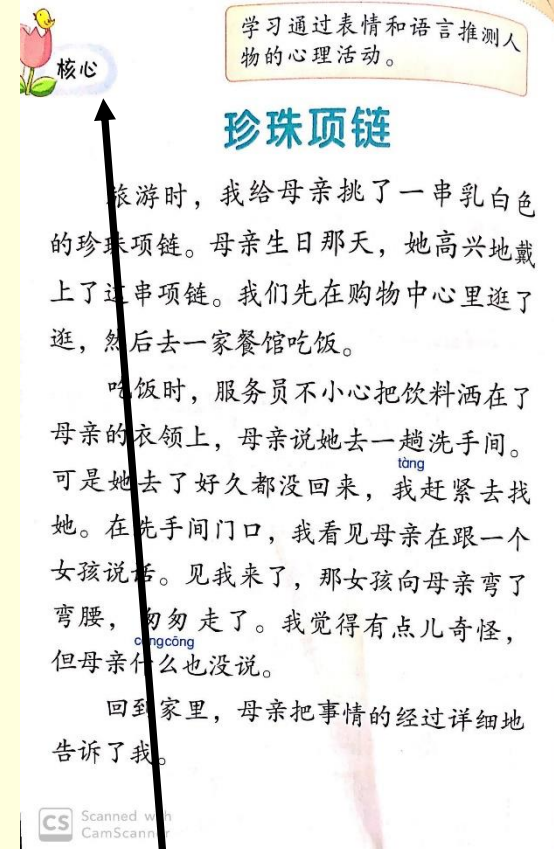 学习通过表情和语言推测人
物的心理活动。
核心
珍珠项链
旅游时，我给母亲挑了一串乳白色
的珍珠项链。母亲生日那天，她高兴地戴
上了这串项链。我们先在购物中心里逛了
逛，然后去一家餐馆吃饭。
吃饭时，服务员不小心把饮料洒在了
母亲的衣领上，母亲说她去一趟洗手间。
tàng
可是她去了好久都没回来，我赶紧去找
她。在洗手间门口，我看见母亲在跟一个
女孩说话。见我来了，那女孩向母亲弯了
弯腰，匆匆走了。我觉得有点儿奇怪，
cōngcōng
但母亲什么也没说。
回到家里，母亲把事情的经过详细地
告诉了我。
CS Scanned with
CamScanner